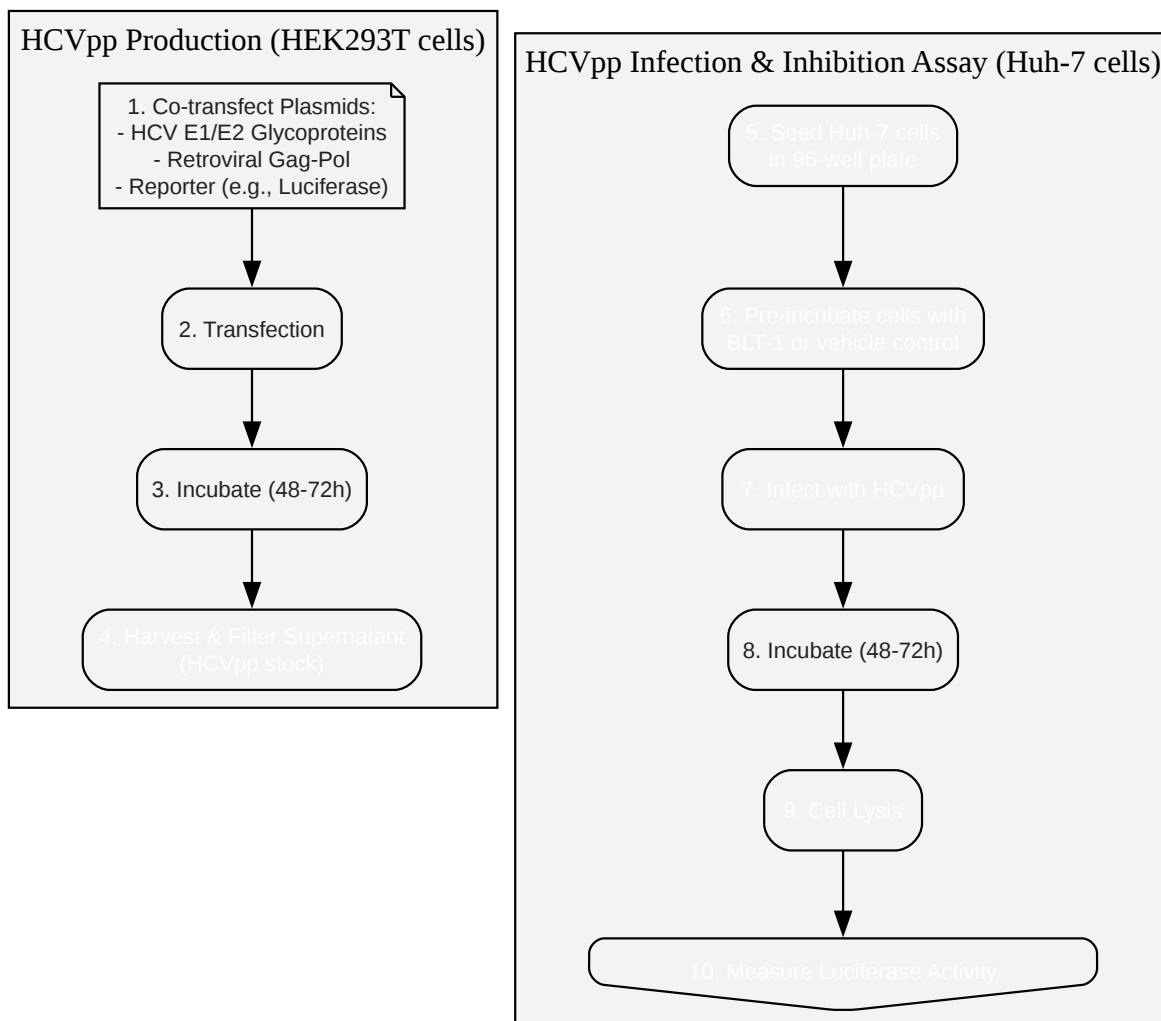 HCVpp Production (HEK293T cells)
1. Co-transfect Plasmids:
- HCV E1/E2 Glycoproteins
- Retroviral Gag-Pol
- Reporter (e.g., Luciferase)
2. Transfection
3. Incubate (48-72h)
4. Harvest & Filter Supernatant
(HCVpp stock)
HCVpp Infection & Inhibition Assay (Huh-7 cells)
5. Seed Huh-7 cells
in 96-well plate
6. Pre-incubate cells with
BLT-1 or vehicle control
7. Infect with HCVpp
8. Incubate (48-72h)
9. Cell Lysis
10. Measure Luciferase Activity